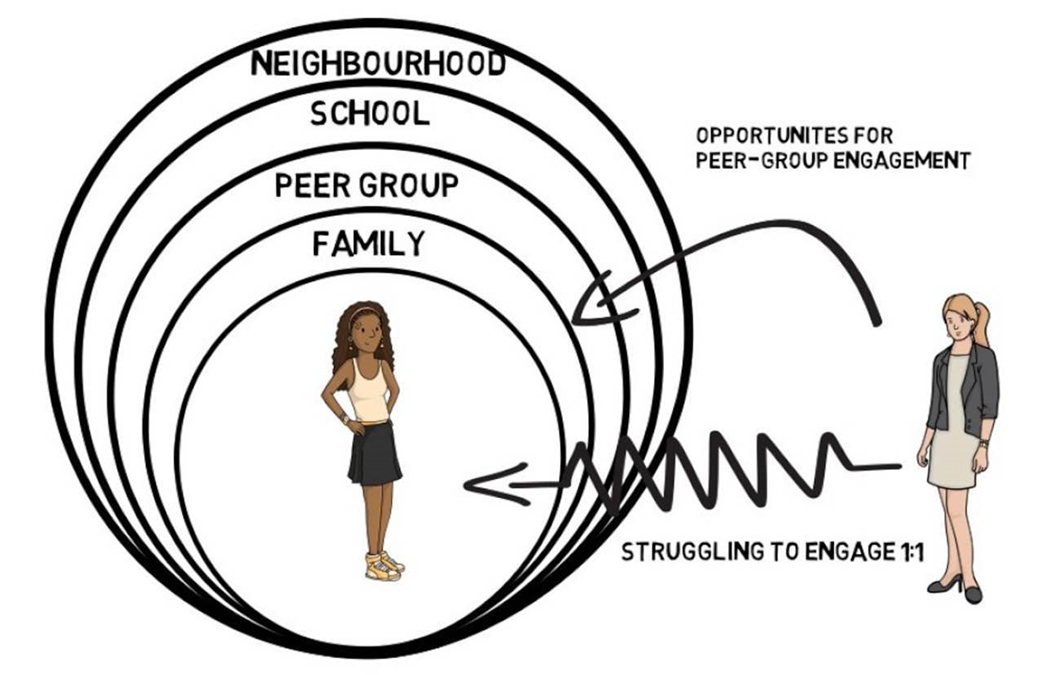 NEIGHBOURHOOD
SCHOOL
PEER GROUP
FAMILY
OPPORTUNITES FOR
PEER-GROUP ENGAGEMENT
STRUGGLING TO ENGAGE 1:1